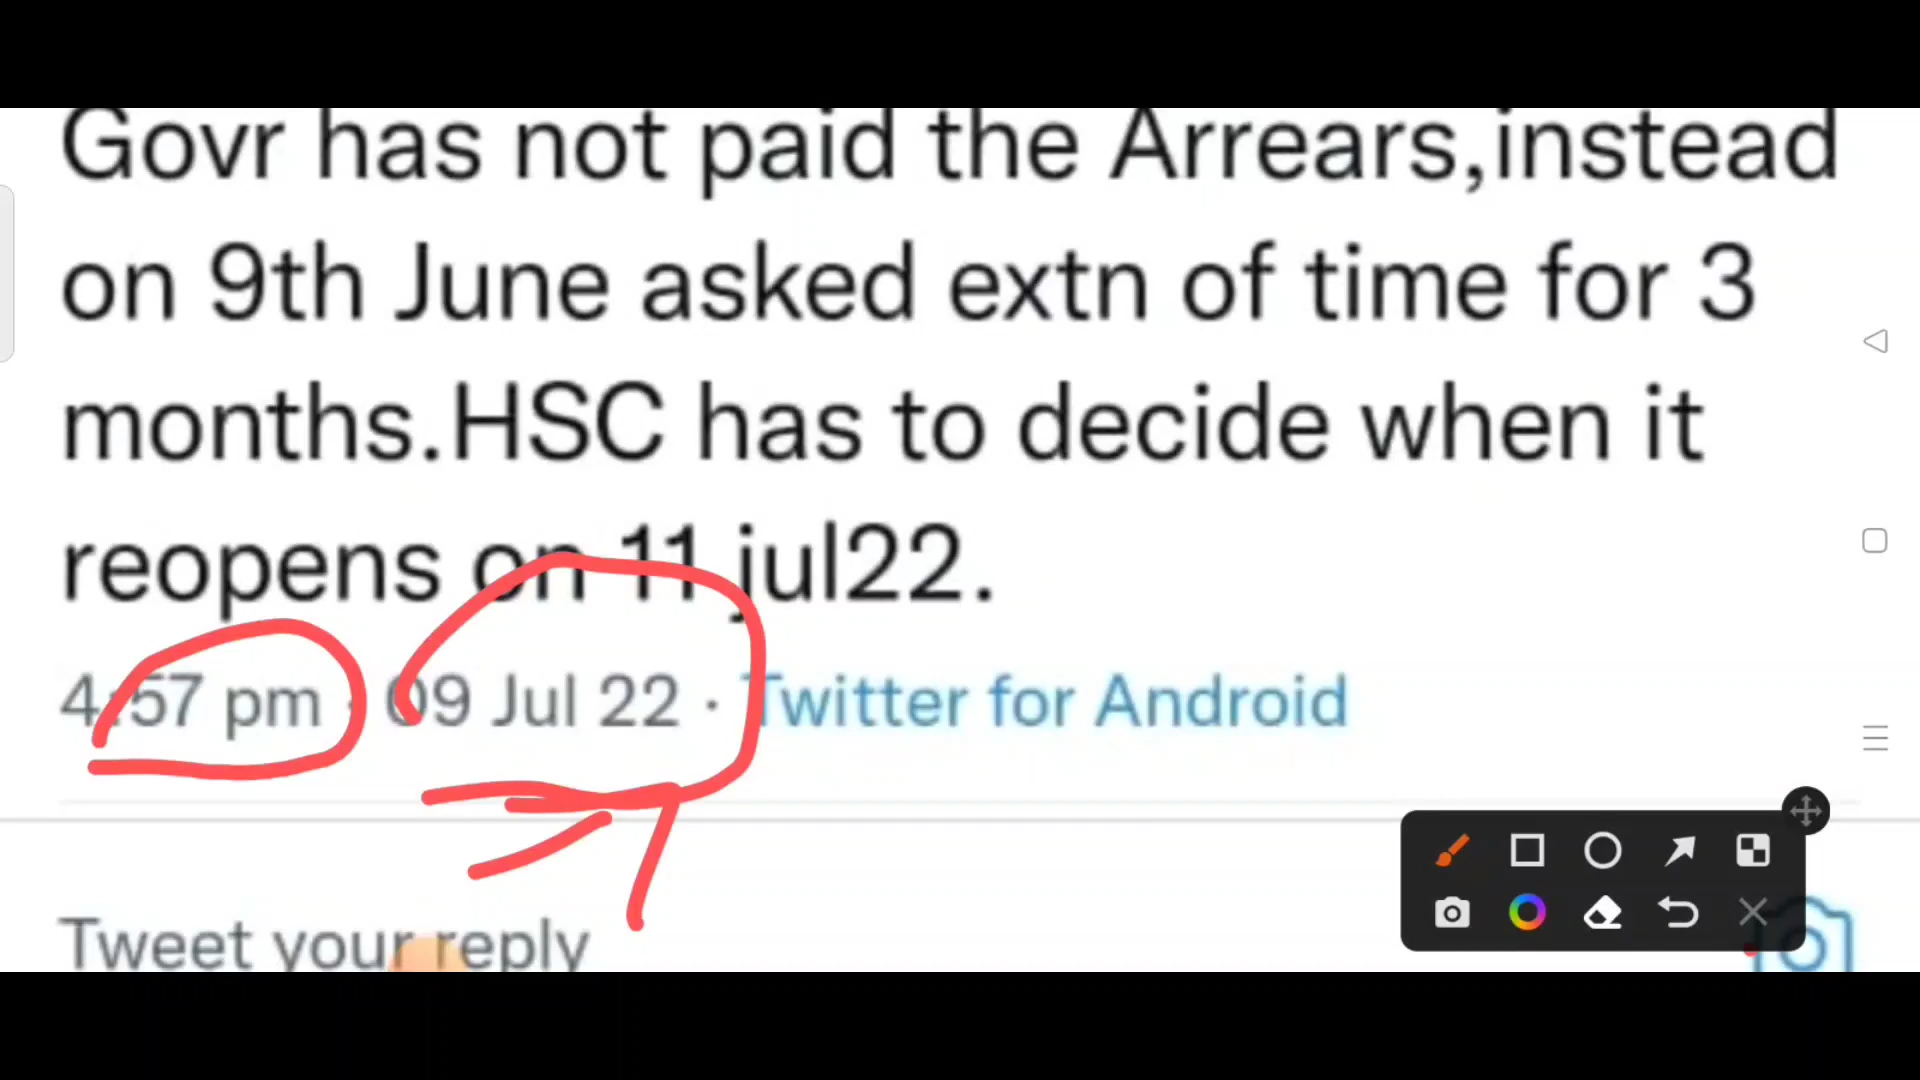 Govr has not paid the Arrears,instead
on 9th June asked extn of time for 3
months.HSC has to decide when it
reopens on 11 jul22.
4:57 pm · 09 Jul 22 · Twitter for Android
Tweet your reply